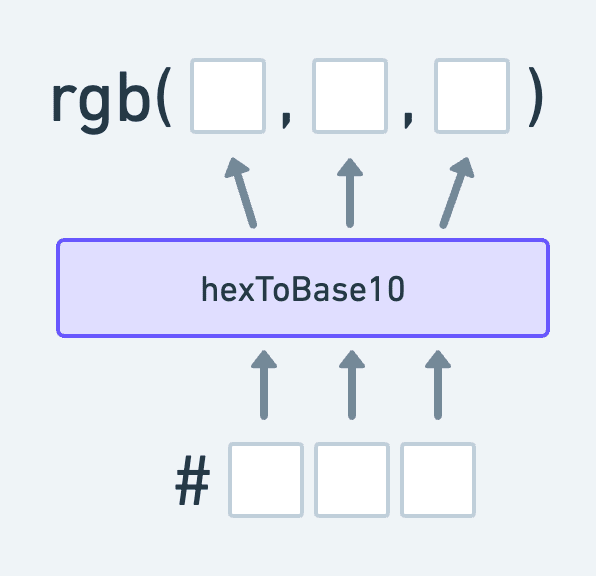 rgb( , , )
hexToBase10
#